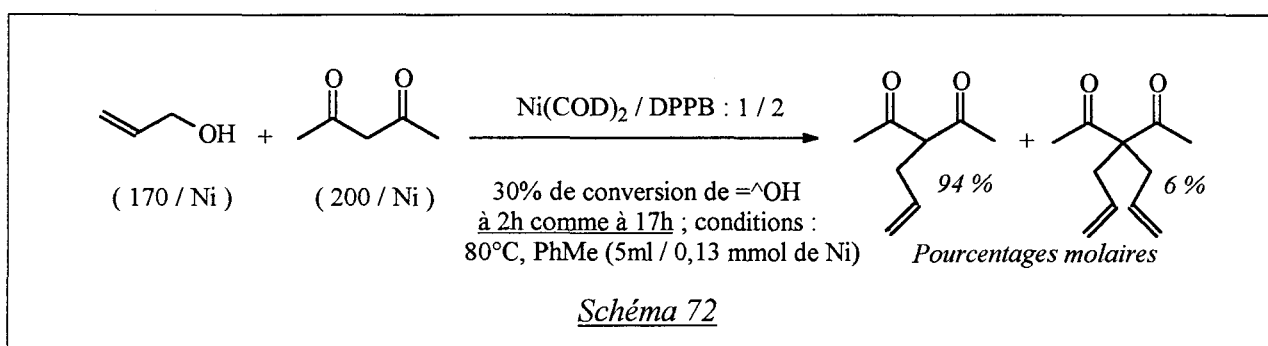 O O
OH
+
O O
Ni(COD)2 / DPPB : 1 / 2
O O
+
O O
( 170 / Ni )
( 200 / Ni )
30% de conversion de =^OH
à 2h comme à 17h ; conditions :
80°C, PhMe (5ml / 0,13 mmol de Ni)
94 %
6 %
Pourcentages molaires
Schéma 72